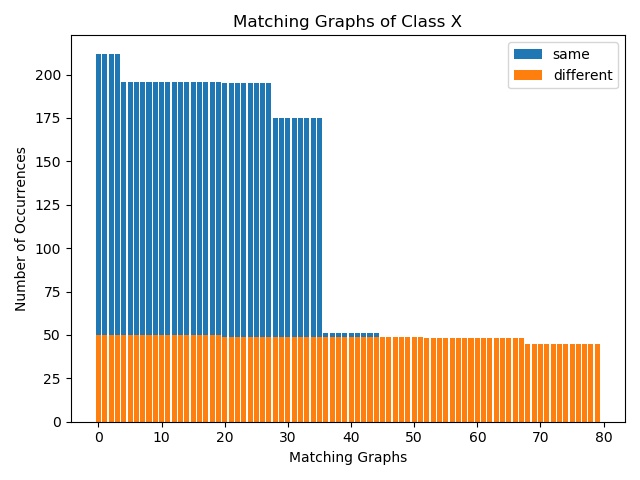 Matching Graphs of Class X
same
different
Number of Occurrences
200
175
150
125
100
75
50
25
0
0 10 20 30 40 50 60 70 80
Matching Graphs